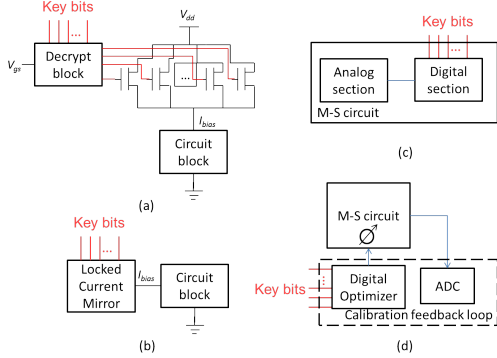 Key bits
...
V_dd
V_gs
Decrypt
block
...
I_bias
Circuit
block
(a)
Key bits
...
Analog
section
Digital
section
M-S circuit
(c)
Key bits
...
Locked
Current
Mirror
I_bias
Circuit
block
(b)
M-S circuit
Key bits
...
Digital
Optimizer
ADC
Calibration feedback loop
(d)